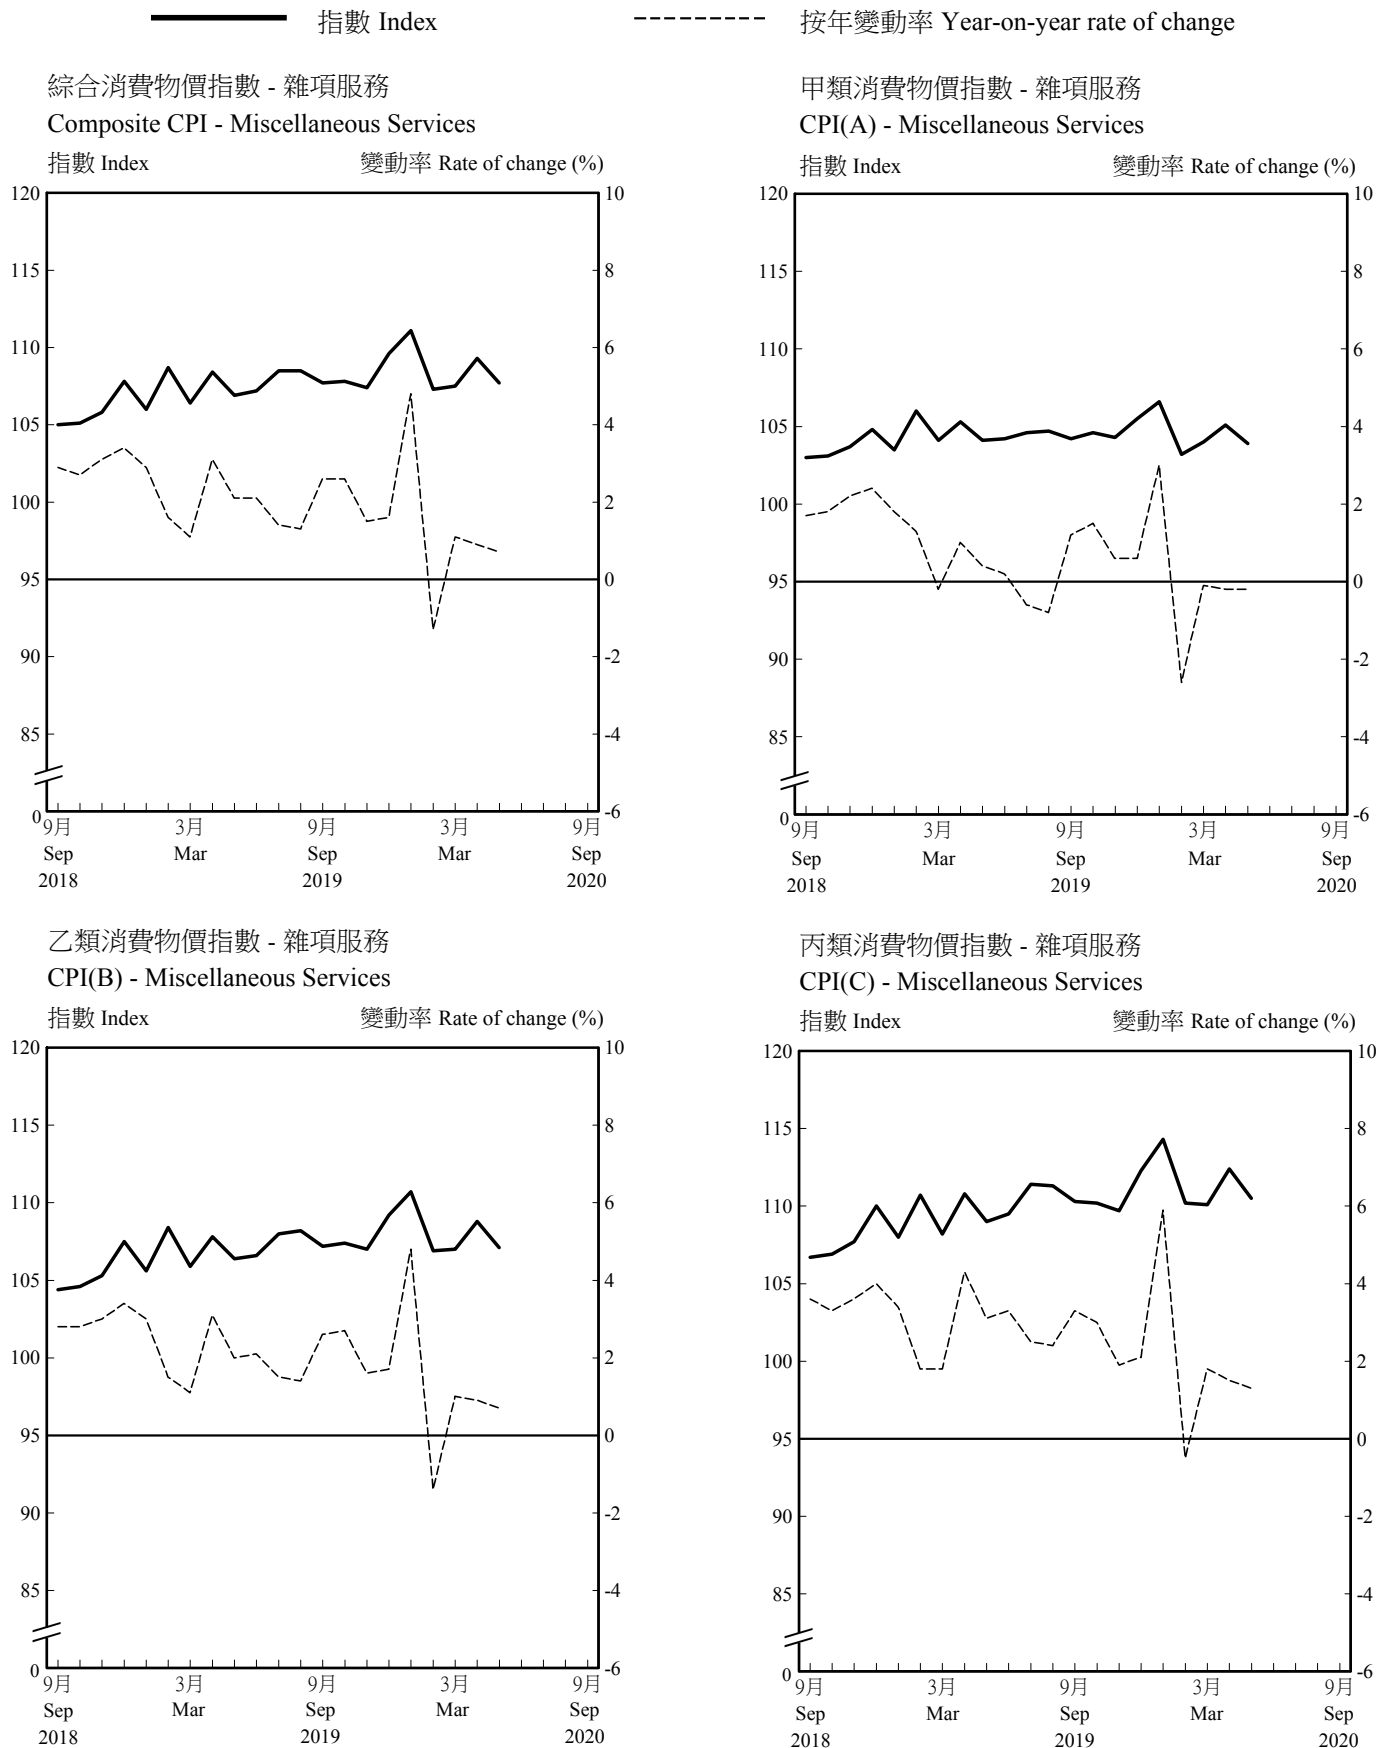 指數 Index
按年變動率 Year-on-year rate of change
綜合消費物價指數 - 雜項服務
Composite CPI - Miscellaneous Services
指數 Index 變動率 Rate of change (%)
120 10
115 8
110 6
105 4
100 2
95 0
90 -2
85 -4
0 -6
9月 3月 9月 3月 9月
Sep Mar Sep Mar Sep
2018 2019 2020
甲類消費物價指數 - 雜項服務
CPI(A) - Miscellaneous Services
指數 Index 變動率 Rate of change (%)
120 10
115 8
110 6
105 4
100 2
95 0
90 -2
85 -4
0 -6
9月 3月 9月 3月 9月
Sep Mar Sep Mar Sep
2018 2019 2020
乙類消費物價指數 - 雜項服務
CPI(B) - Miscellaneous Services
指數 Index 變動率 Rate of change (%)
120 10
115 8
110 6
105 4
100 2
95 0
90 -2
85 -4
0 -6
9月 3月 9月 3月 9月
Sep Mar Sep Mar Sep
2018 2019 2020
丙類消費物價指數 - 雜項服務
CPI(C) - Miscellaneous Services
指數 Index 變動率 Rate of change (%)
120 10
115 8
110 6
105 4
100 2
95 0
90 -2
85 -4
0 -6
9月 3月 9月 3月 9月
Sep Mar Sep Mar Sep
2018 2019 2020